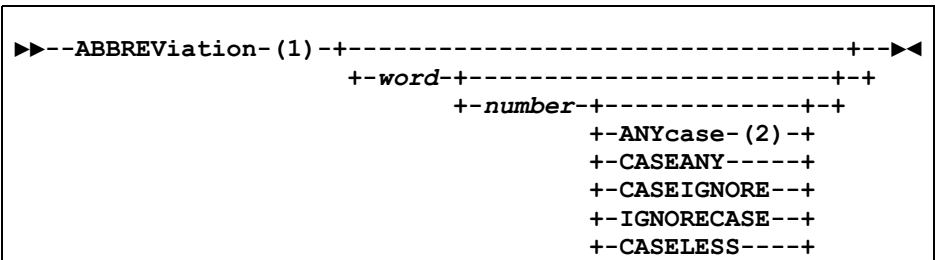 ►►--ABBREViation-(1)-+---------------------------------+--►◄
+-word-+------------------------+-+
+-number-+-------------+-+
+-ANYcase-(2)-+
+-CASEANY-----+
+-CASEIGNORE--+
+-IGNORECASE--+
+-CASELESS----+